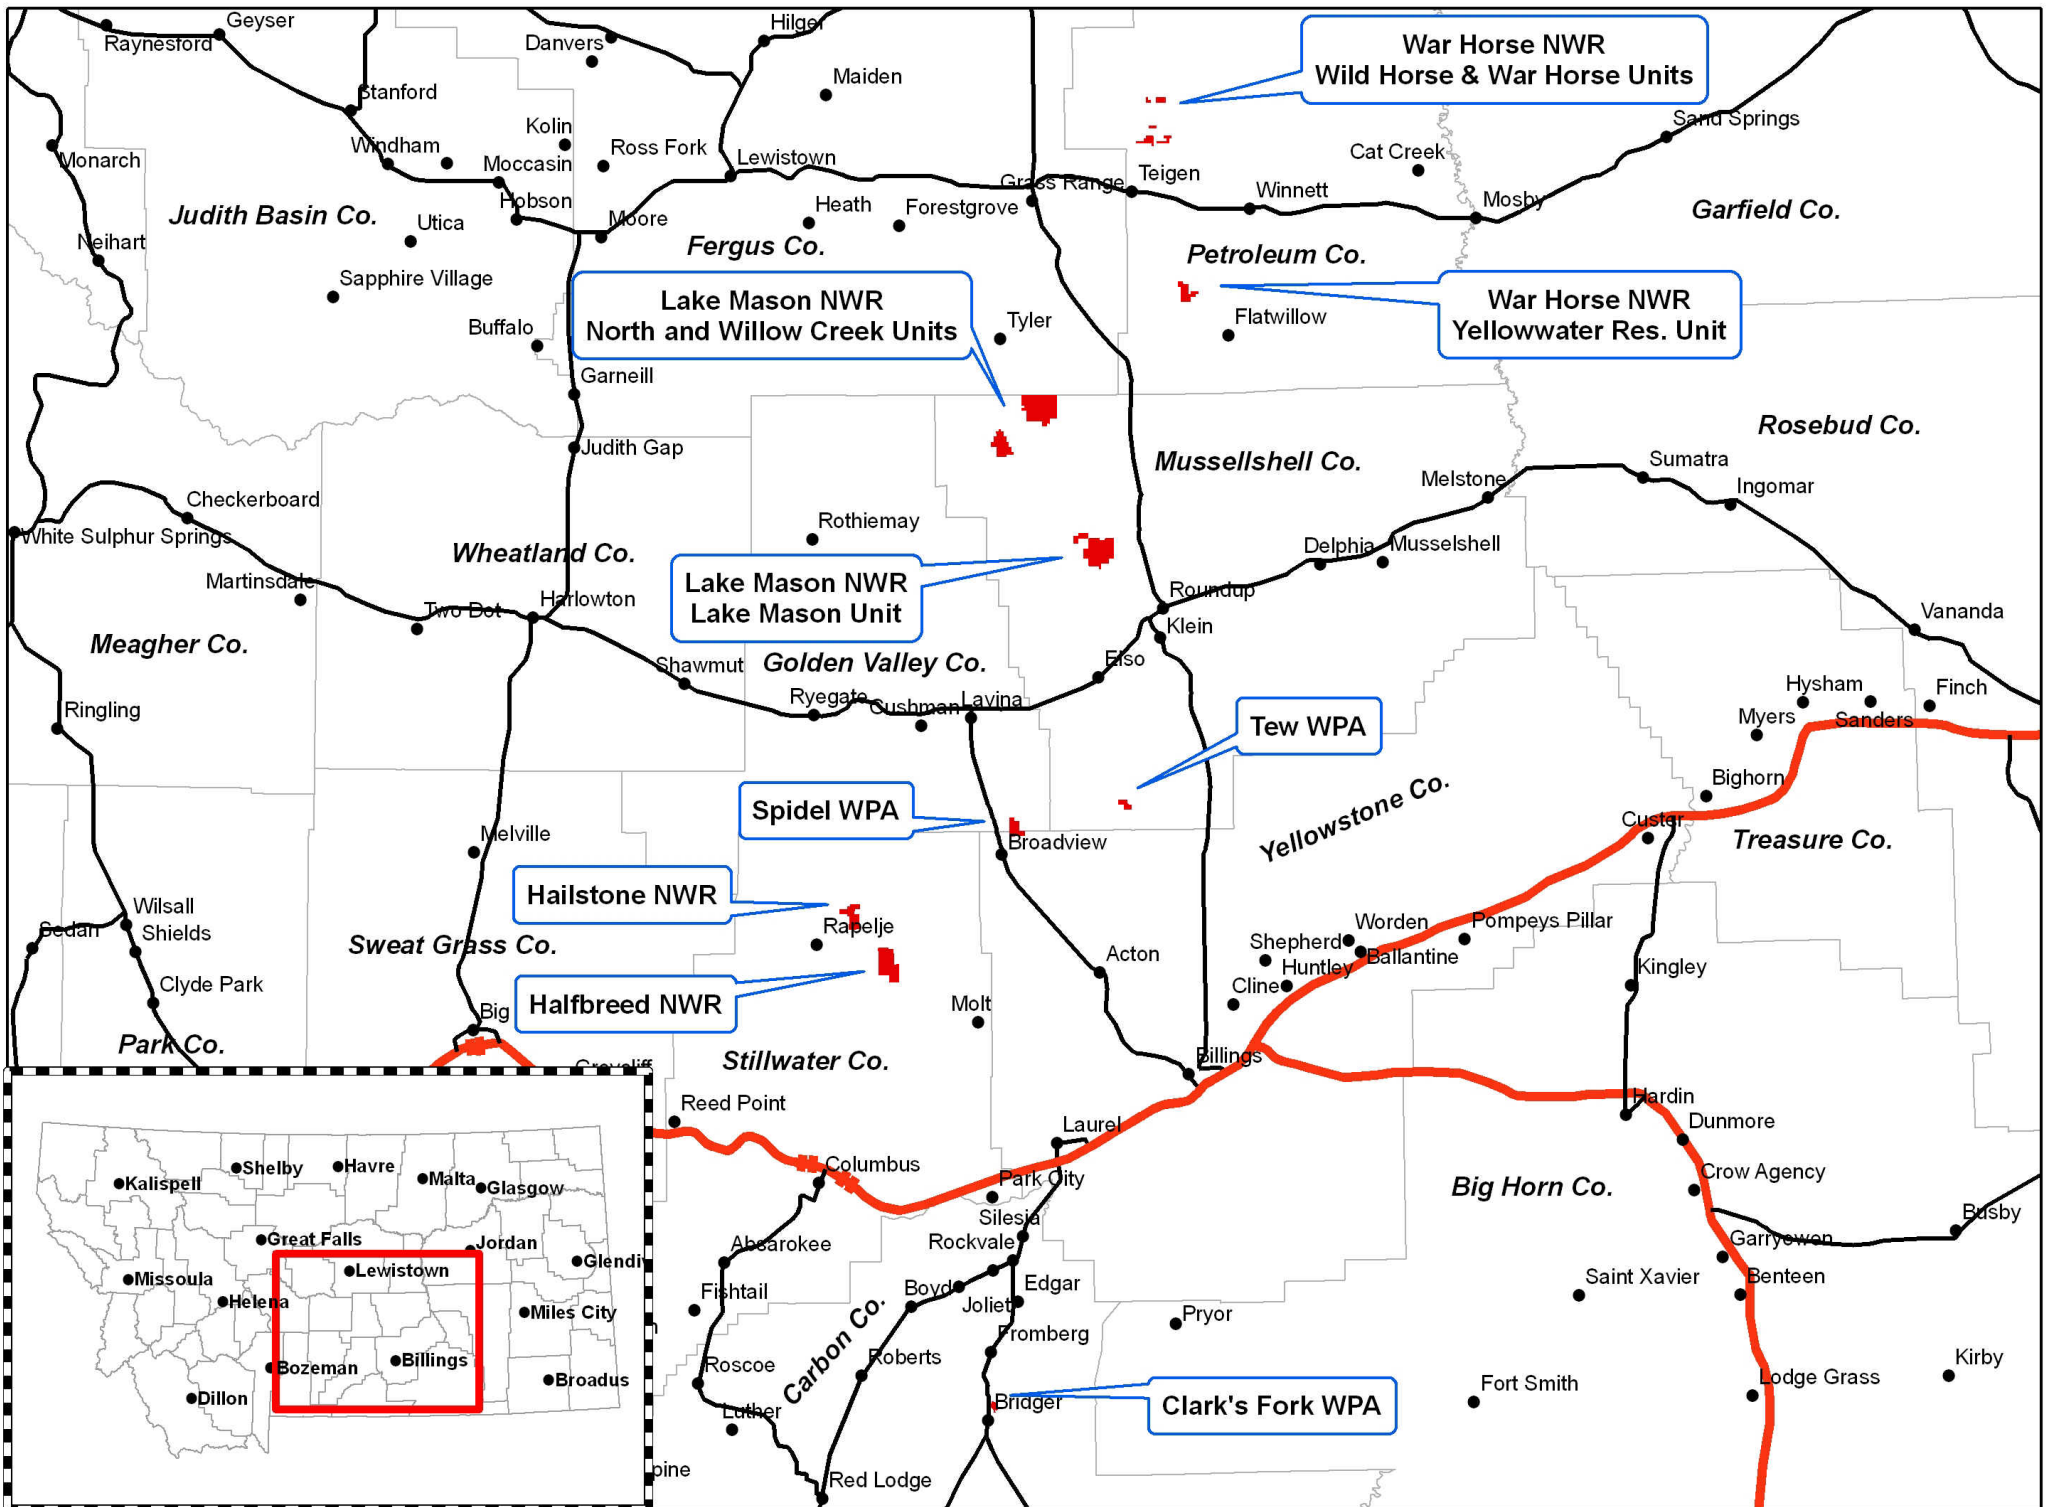 Raynesford
Geyser
Danvers
Hilger
Maiden
War Horse NWR
Wild Horse & War Horse Units
Stanford
Kolin
Windham
Moccasin
Ross Fork
Lewistown
Monarch
Grass Range
Teigen
Cat Creek
Sand Springs
Winnett
Mosby
Judith Basin Co.
Utica
Hobson
Moore
Heath
Forestgrove
Fergus Co.
Petroleum Co.
Garfield Co.
Neihart
Sapphire Village
Buffalo
Lake Mason NWR
North and Willow Creek Units
Tyler
War Horse NWR
Yellowwater Res. Unit
Flatwillow
Garneill
Judith Gap
Mussellshell Co.
Rosebud Co.
Melstone
Sumatra
Ingomar
Checkerboard
White Sulphur Springs
Wheatland Co.
Rothiemay
Delphia
Musselshell
Martinsdale
Two Dot
Harlowton
Lake Mason NWR
Lake Mason Unit
Roundup
Klein
Vananda
Meagher Co.
Shawmut
Golden Valley Co.
Elso
Ringling
Ryegate
Cushman
Lavina
Tew WPA
Hysham
Finch
Myers
Sanders
Bighorn
Spidel WPA
Broadview
Yellowstone Co.
Custer
Treasure Co.
Melville
Hailstone NWR
Rapelje
Wilsall
Shields
Sedan
Sweat Grass Co.
Clyde Park
Halfbreed NWR
Molt
Acton
Worden
Pompeys Pillar
Shepherd
Ballantine
Huntley
Cline
Kingley
Park Co.
Big
Greycliff
Stillwater Co.
Billings
Reed Point
Hardin
Laurel
Dunmore
Columbus
Park City
Crow Agency
Big Horn Co.
Silesia
Rockvale
Busby
Absarokee
Garryowen
Fishtail
Boyd
Joliet
Edgar
Saint Xavier
Benteen
Pryor
Fromberg
Carbon Co.
Roscoe
Roberts
Kirby
Fort Smith
Lodge Grass
Luther
Bridger
Clark's Fork WPA
pine
Red Lodge
Shelby
Havre
Kalispell
Malta
Glasgow
Great Falls
Jordan
Glendiv
Missoula
Lewistown
Helena
Miles City
Bozeman
Billings
Broadus
Dillon